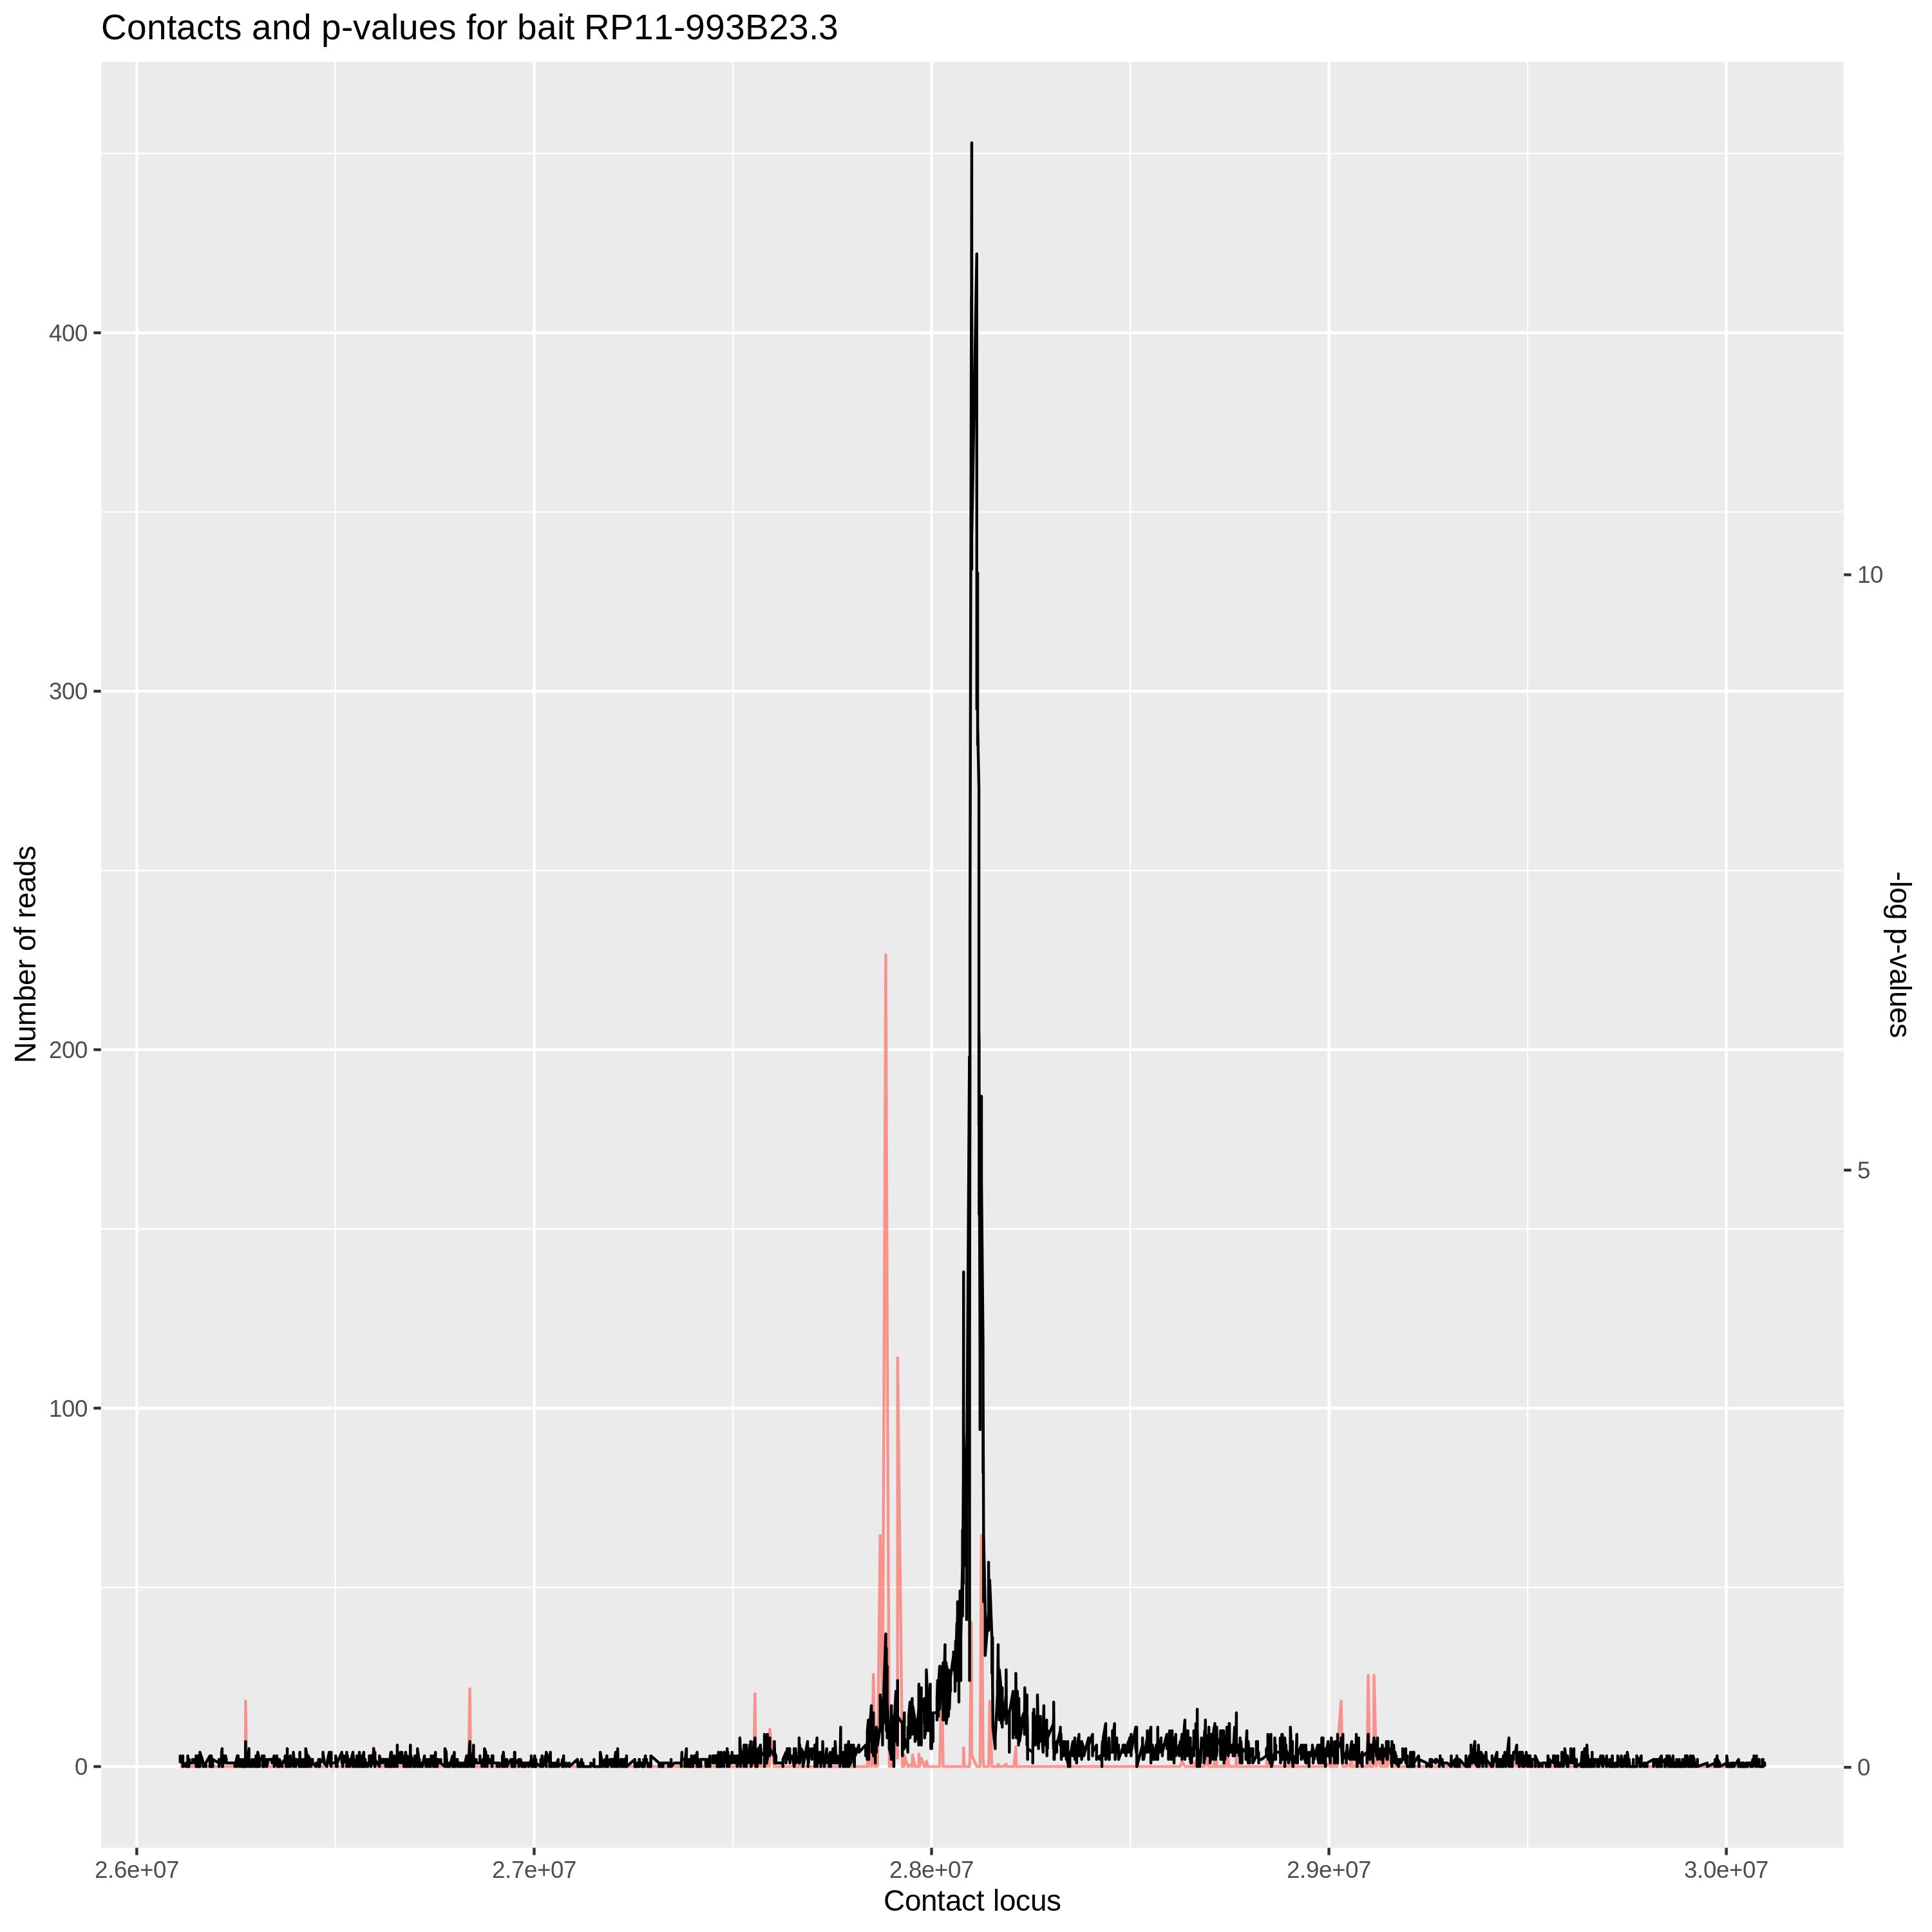 Contacts and p-values for bait RP11-993B23.3
Number of reads
400
300
200
100
0
10
5
0
-log p-values
2.6e+07
2.7e+07
2.8e+07
2.9e+07
3.0e+07
Contact locus